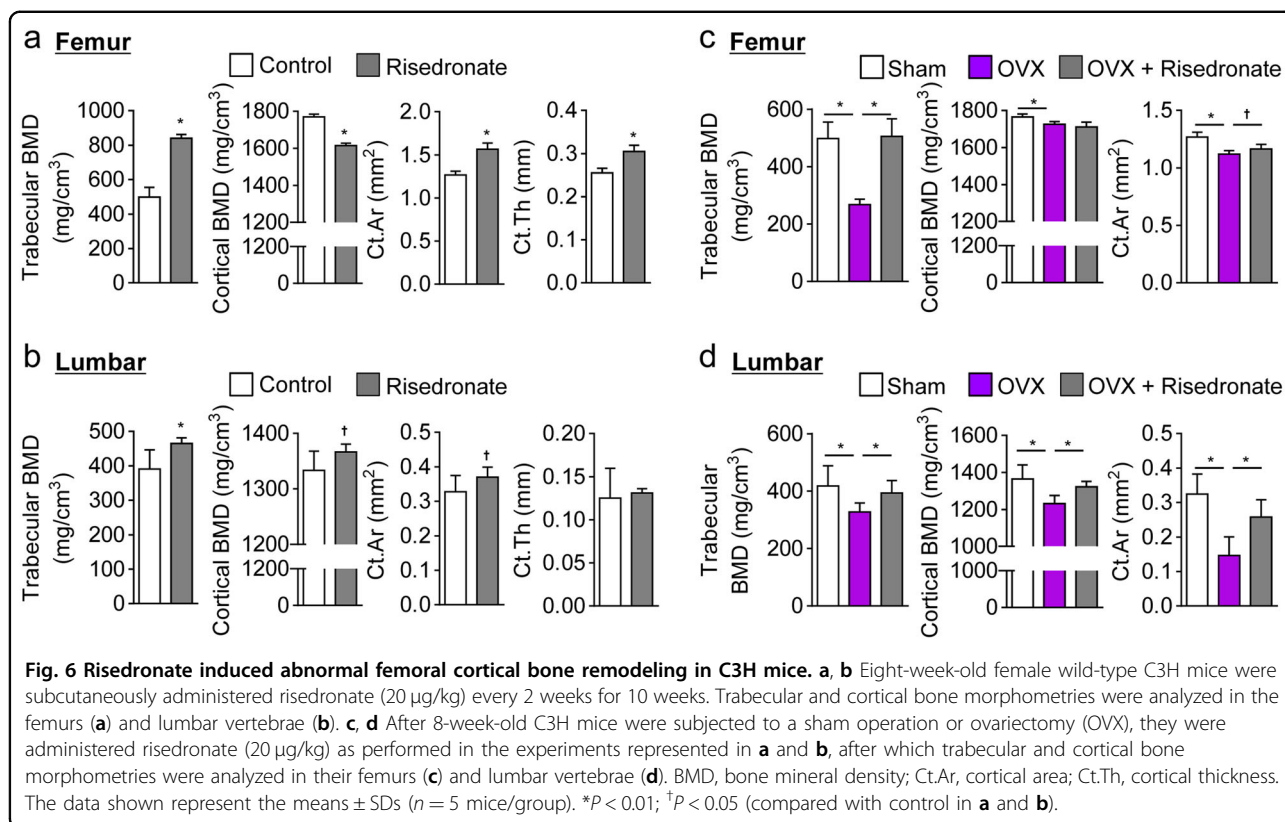 a Femur
Control Risedronate
Trabecular BMD
(mg/cm³)
1000
800
600
400
200
0
*
Cortical BMD (mg/cm³)
1800
1600
1400
1200
1200
0
*
Ct.Ar (mm²)
2.0
1.5
1.0
0.5
0.0
*
Ct.Th (mm)
0.4
0.3
0.2
0.1
0.0
*
b Lumbar
Control Risedronate
Trabecular BMD
(mg/cm³)
500
400
300
200
100
0
*
Cortical BMD (mg/cm³)
1400
1300
1200
1200
0
†
Ct.Ar (mm²)
0.5
0.4
0.3
0.2
0.1
0.0
†
Ct.Th (mm)
0.20
0.15
0.10
0.05
0.00
c Femur
Sham OVX OVX + Risedronate
Trabecular BMD
(mg/cm³)
600
400
200
0
* *
Cortical BMD (mg/cm³)
1800
1600
1400
1200
1200
0
*
Ct.Ar (mm²)
1.5
1.0
0.5
0.0
* †
d Lumbar
Sham OVX OVX + Risedronate
Trabecular
BMD (mg/cm³)
600
400
200
0
* *
Cortical BMD (mg/cm³)
1600
1400
1200
1000
1000
0
* *
Ct.Ar (mm²)
0.5
0.4
0.3
0.2
0.1
0.0
* *
Fig. 6 Risedronate induced abnormal femoral cortical bone remodeling in C3H mice. a, b Eight-week-old female wild-type C3H mice were
subcutaneously administered risedronate (20 µg/kg) every 2 weeks for 10 weeks. Trabecular and cortical bone morphometries were analyzed in the
femurs (a) and lumbar vertebrae (b). c, d After 8-week-old C3H mice were subjected to a sham operation or ovariectomy (OVX), they were
administered risedronate (20 µg/kg) as performed in the experiments represented in a and b, after which trabecular and cortical bone
morphometries were analyzed in their femurs (c) and lumbar vertebrae (d). BMD, bone mineral density; Ct.Ar, cortical area; Ct.Th, cortical thickness.
The data shown represent the means ± SDs (n = 5 mice/group). *P < 0.01; †P < 0.05 (compared with control in a and b).